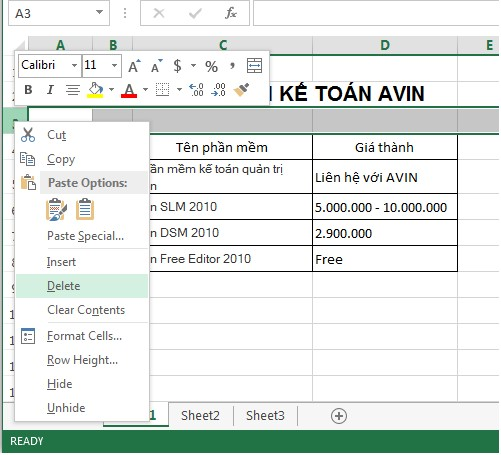 A3
A B C D E
Calibri 11 A A $ % , 
B I A .00 .0
KẾ TOÁN AVIN
Cut
Copy
Paste Options:
Paste Special...
Insert
Delete
Clear Contents
Format Cells...
Row Height...
Hide
Unhide
Tên phần mềm Giá thành
phần mềm kế toán quản trị Liên hệ với AVIN
SLM 2010 5.000.000 - 10.000.000
DSM 2010 2.900.000
Free Editor 2010 Free
1 Sheet2 Sheet3
READY